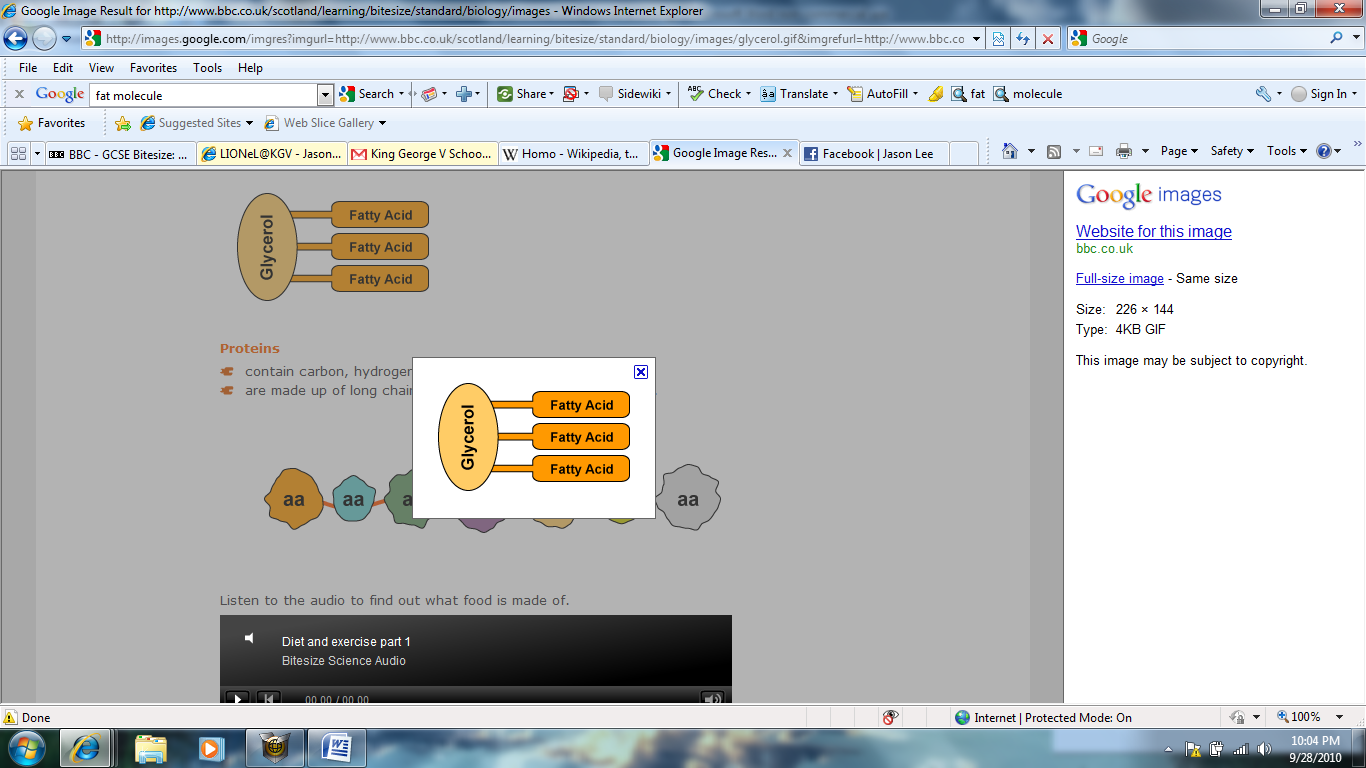 Google Image Result for http://www.bbc.co.uk/scotland/learning/bitesize/standard/biology/images - Windows Internet Explorer
http://images.google.com/imgres?imgurl=http://www.bbc.co.uk/scotland/learning/bitesize/standard/biology/images/glycerol.gif&imgrefurl=http://www.bbc.co
Google
File Edit View Favorites Tools Help
Google fat molecule Search Share Sidewiki Check Translate AutoFill fat molecule Sign In
Favorites Suggested Sites Web Slice Gallery
BBC - GCSE Bitesize: ... LIONeL@KGV - Jason... King George V Schoo... Homo - Wikipedia, t... Google Image Res... Facebook | Jason Lee Page Safety Tools
Glycerol
Fatty Acid
Fatty Acid
Fatty Acid
Proteins
contain carbon, hydroger
are made up of long chair
Glycerol
Fatty Acid
Fatty Acid
Fatty Acid
aa aa a aa
Listen to the audio to find out what food is made of.
Diet and exercise part 1
Bitesize Science Audio
00.00 / 00.00
Google images
Website for this image
bbc.co.uk
Full-size image - Same size
Size: 226 × 144
Type: 4KB GIF
This image may be subject to copyright.
Done Internet | Protected Mode: On 100%
10:04 PM
9/28/2010